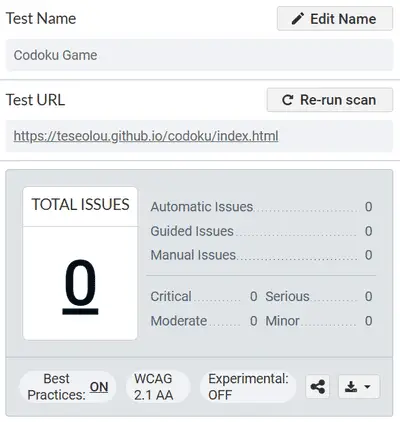 Test Name
Edit Name
Codoku Game
Test URL
Re-run scan
https://teseolou.github.io/codoku/index.html
TOTAL ISSUES
0
Automatic Issues 0
Guided Issues 0
Manual Issues 0
Critical 0 Serious 0
Moderate 0 Minor 0
Best
Practices: ON
WCAG
2.1 AA
Experimental:
OFF